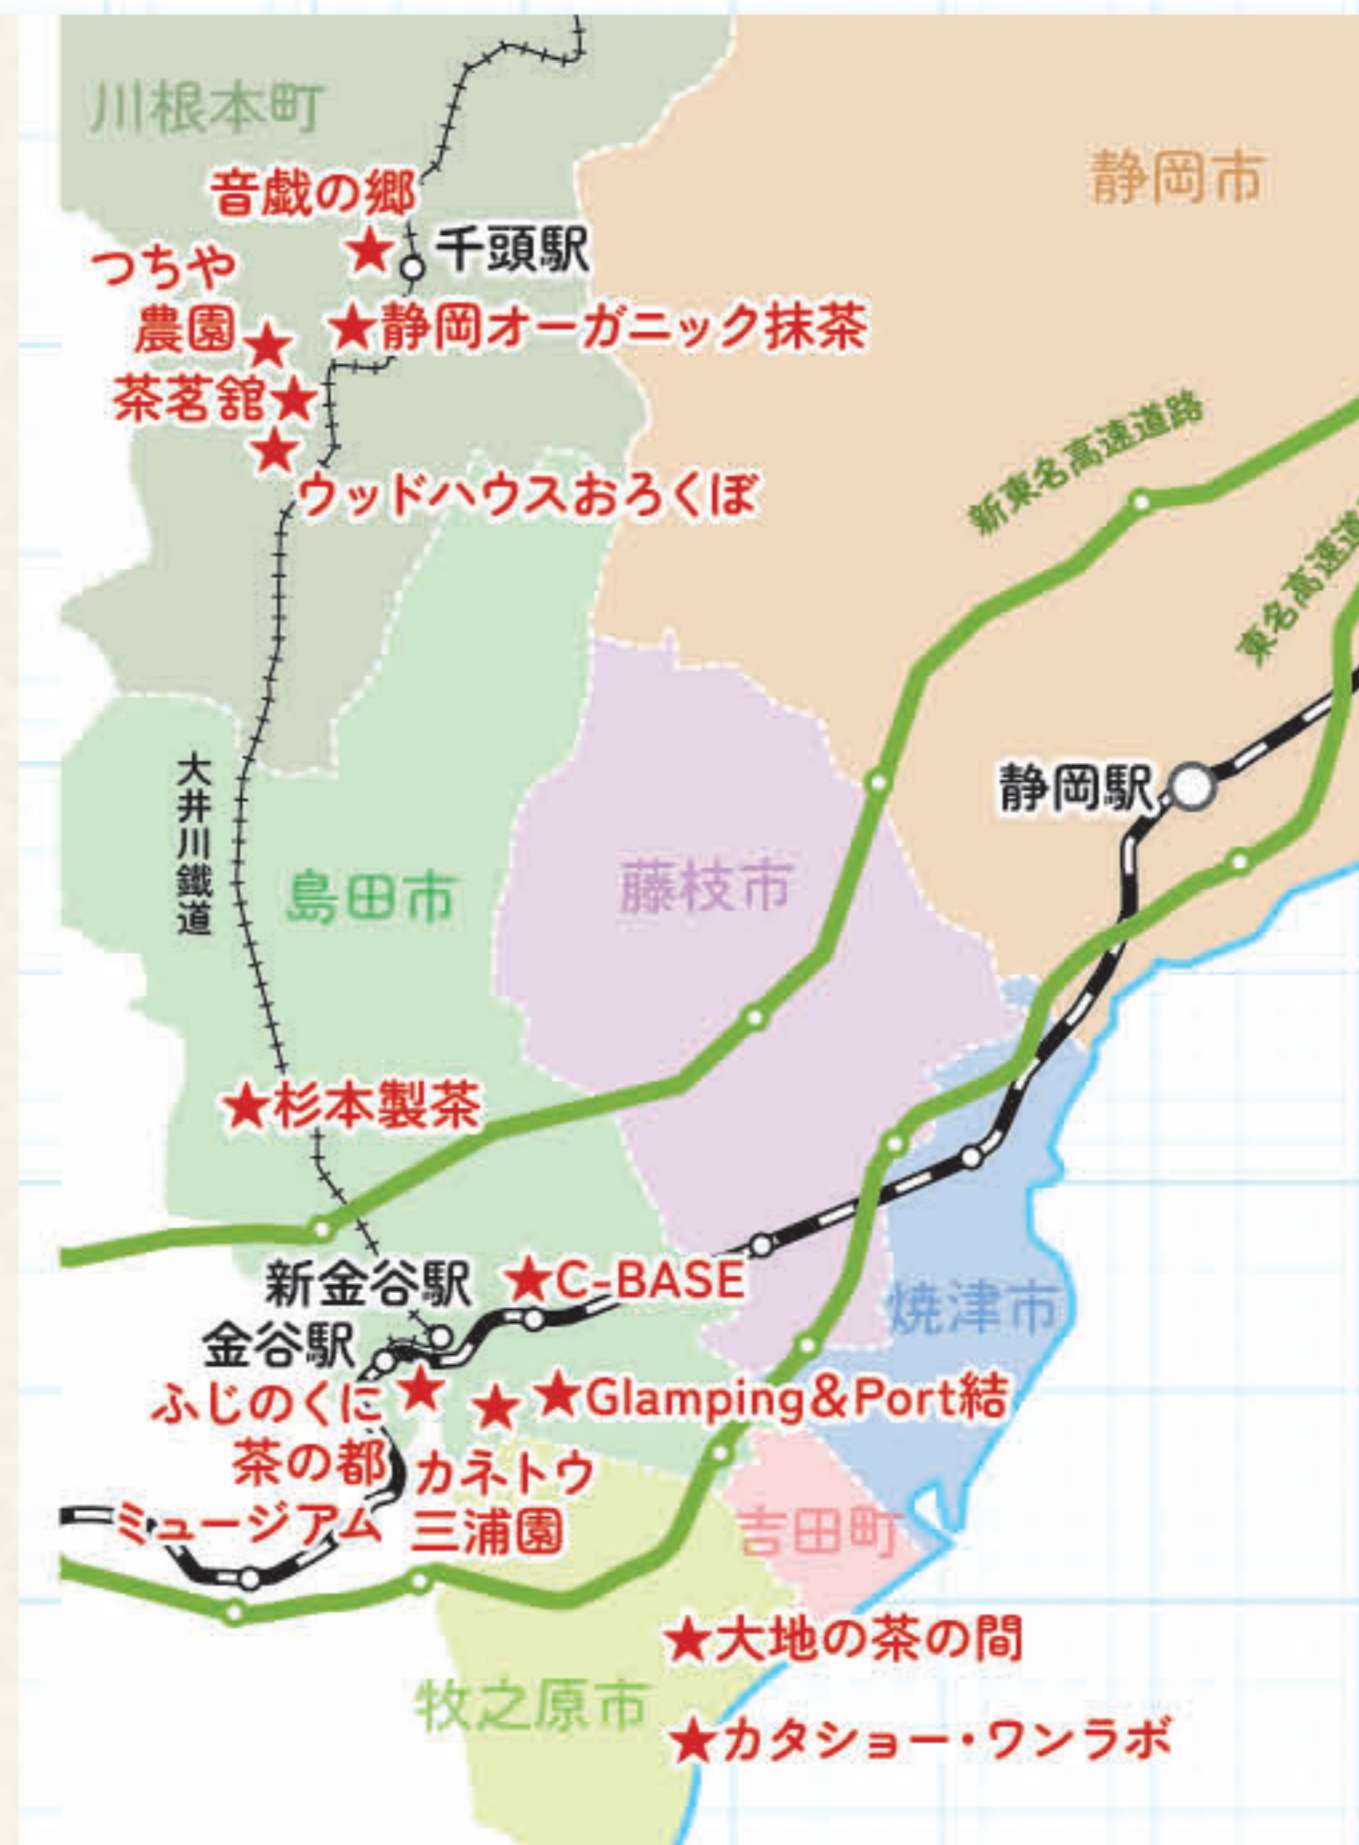 川根本町
静岡市
音戯の郷
千頭駅
つちや
農園
静岡オーガニック抹茶
茶茗舘
ウッドハウスおろくぼ
新東名高速道路
東名高速道
大井川鐵道
静岡駅
島田市
藤枝市
杉本製茶
新金谷駅
C-BASE
金谷駅
焼津市
ふじのくに
茶の都
ミュージアム
Glamping&Port結
カネトウ
三浦園
吉田町
大地の茶の間
牧之原市
カタショー・ワンラボ